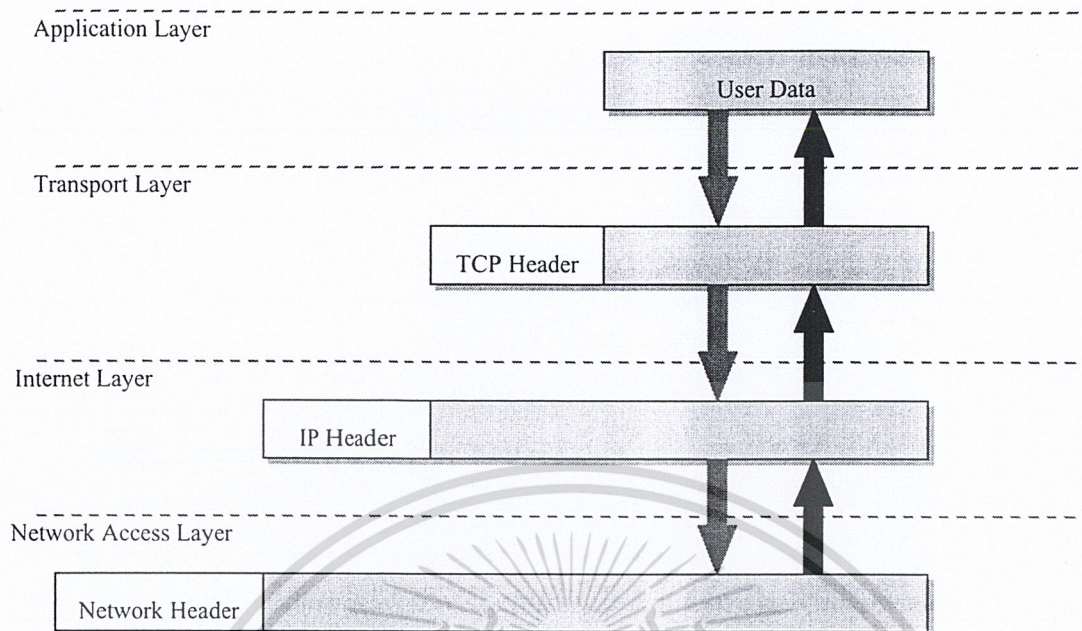 Application Layer
User Data
Transport Layer
TCP Header
Internet Layer
IP Header
Network Access Layer
Network Header